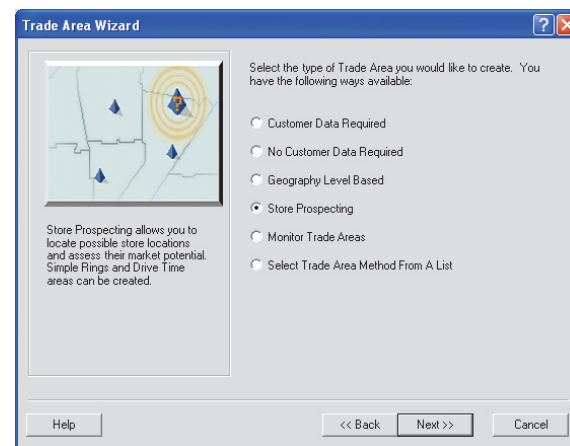 Trade Area Wizard
?
Select the type of Trade Area you would like to create. You
have the following ways available:
Customer Data Required
No Customer Data Required
Geography Level Based
Store Prospecting
Monitor Trade Areas
Select Trade Area Method From A List
?
Store Prospecting allows you to
locate possible store locations
and assess their market potential.
Simple Rings and Drive Time
areas can be created.
Help
<< Back
Next >>
Cancel